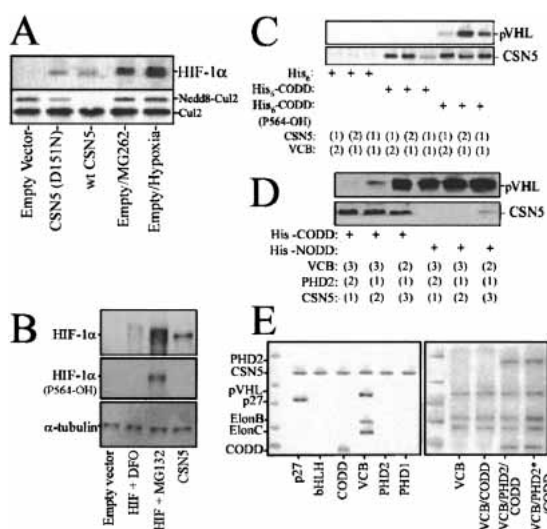 A
HIF-1α
Nedd8-Cul2
Cul2
Empty Vector
CSN5 (D151N)
wt CSN5
Empty/MG262
Empty/Hypoxia
B
HIF-1α
HIF-1α
(P564-OH)
α-tubulin
Empty vector
HIF + DFO
HIF + MG132
CSN5
C
pVHL
CSN5
His6: + + +
His6-CODD: + + +
His6-CODD: + + +
(P564-OH)
CSN5 (1) (2) (1) (1) (2) (1) (1) (2) (1)
VCB: (2) (1) (1) (2) (1) (1) (2) (1) (1)
D
pVHL
CSN5
His -CODD: + + +
His -NODD: + + +
VCB: (3) (3) (2) (3) (3) (2)
PHD2: (2) (1) (1) (2) (1) (1)
CSN5: (1) (2) (3) (1) (2) (3)
E
PHD2
CSN5
pVHL
p27
ElonB
ElonC
CODD
p27
bHLH
CODD
VCB
PHD2
PHD1
VCB
VCB/CODD
VCB/PHD2/
CODD
VCB/PHD2*
CODD